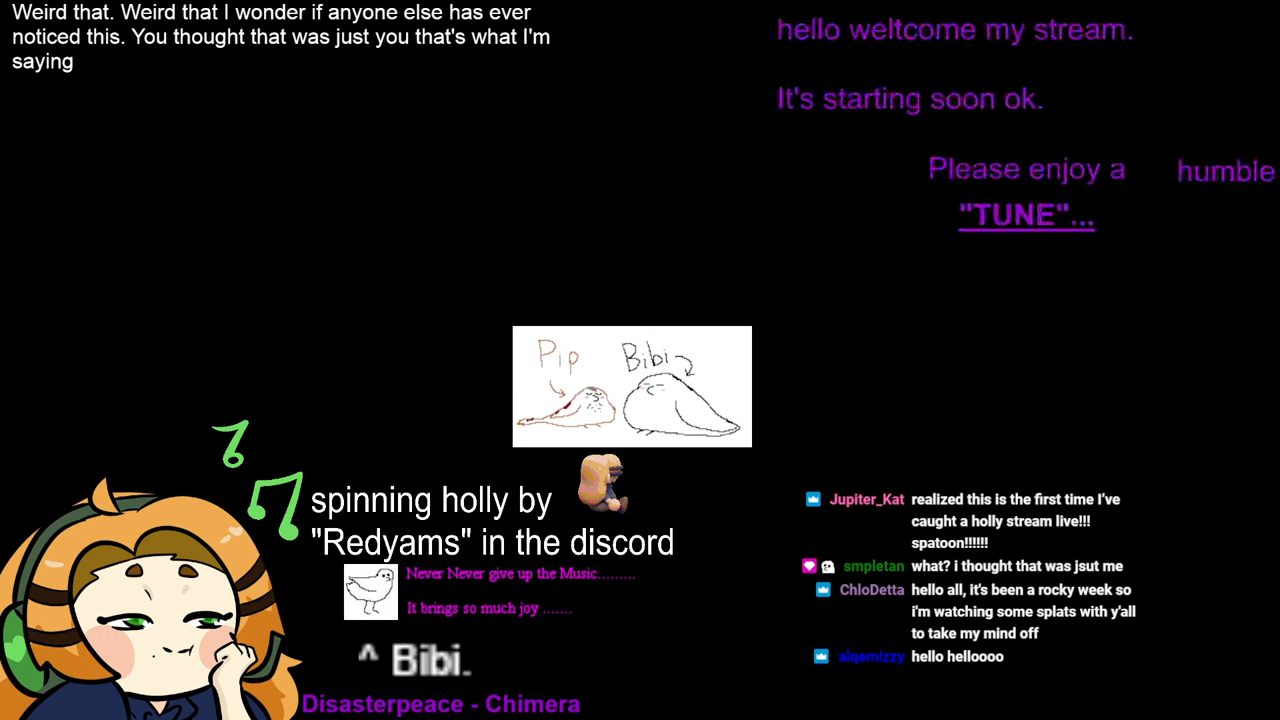 Weird that. Weird that I wonder if anyone else has ever
noticed this. You thought that was just you that's what I'm
saying
hello weltcome my stream.
It's starting soon ok.
Please enjoy a humble
"TUNE"...
Pip
Bibi
spinning holly by
"Redyams" in the discord
Never Never give up the Music.........
It brings so much joy .......
^ Bibi.
Disasterpeace - Chimera
Jupiter_Kat realized this is the first time I've
caught a holly stream live!!!
spatoon!!!!!!
smpletan what? i thought that was jsut me
ChloDetta hello all, it's been a rocky week so
i'm watching some splats with y'all
to take my mind off
alqemizzy hello helloooo